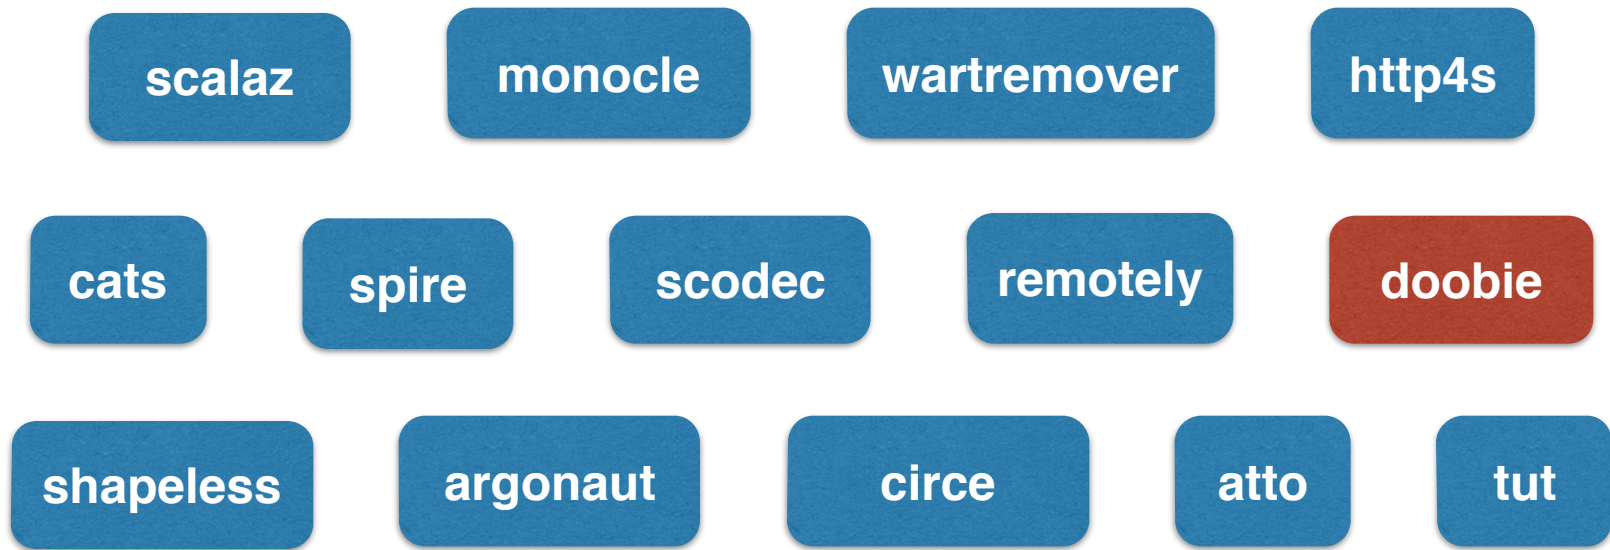 scalaz monocle wartremover http4s
cats spire scodec remotely doobie
shapeless argonaut circe atto tut